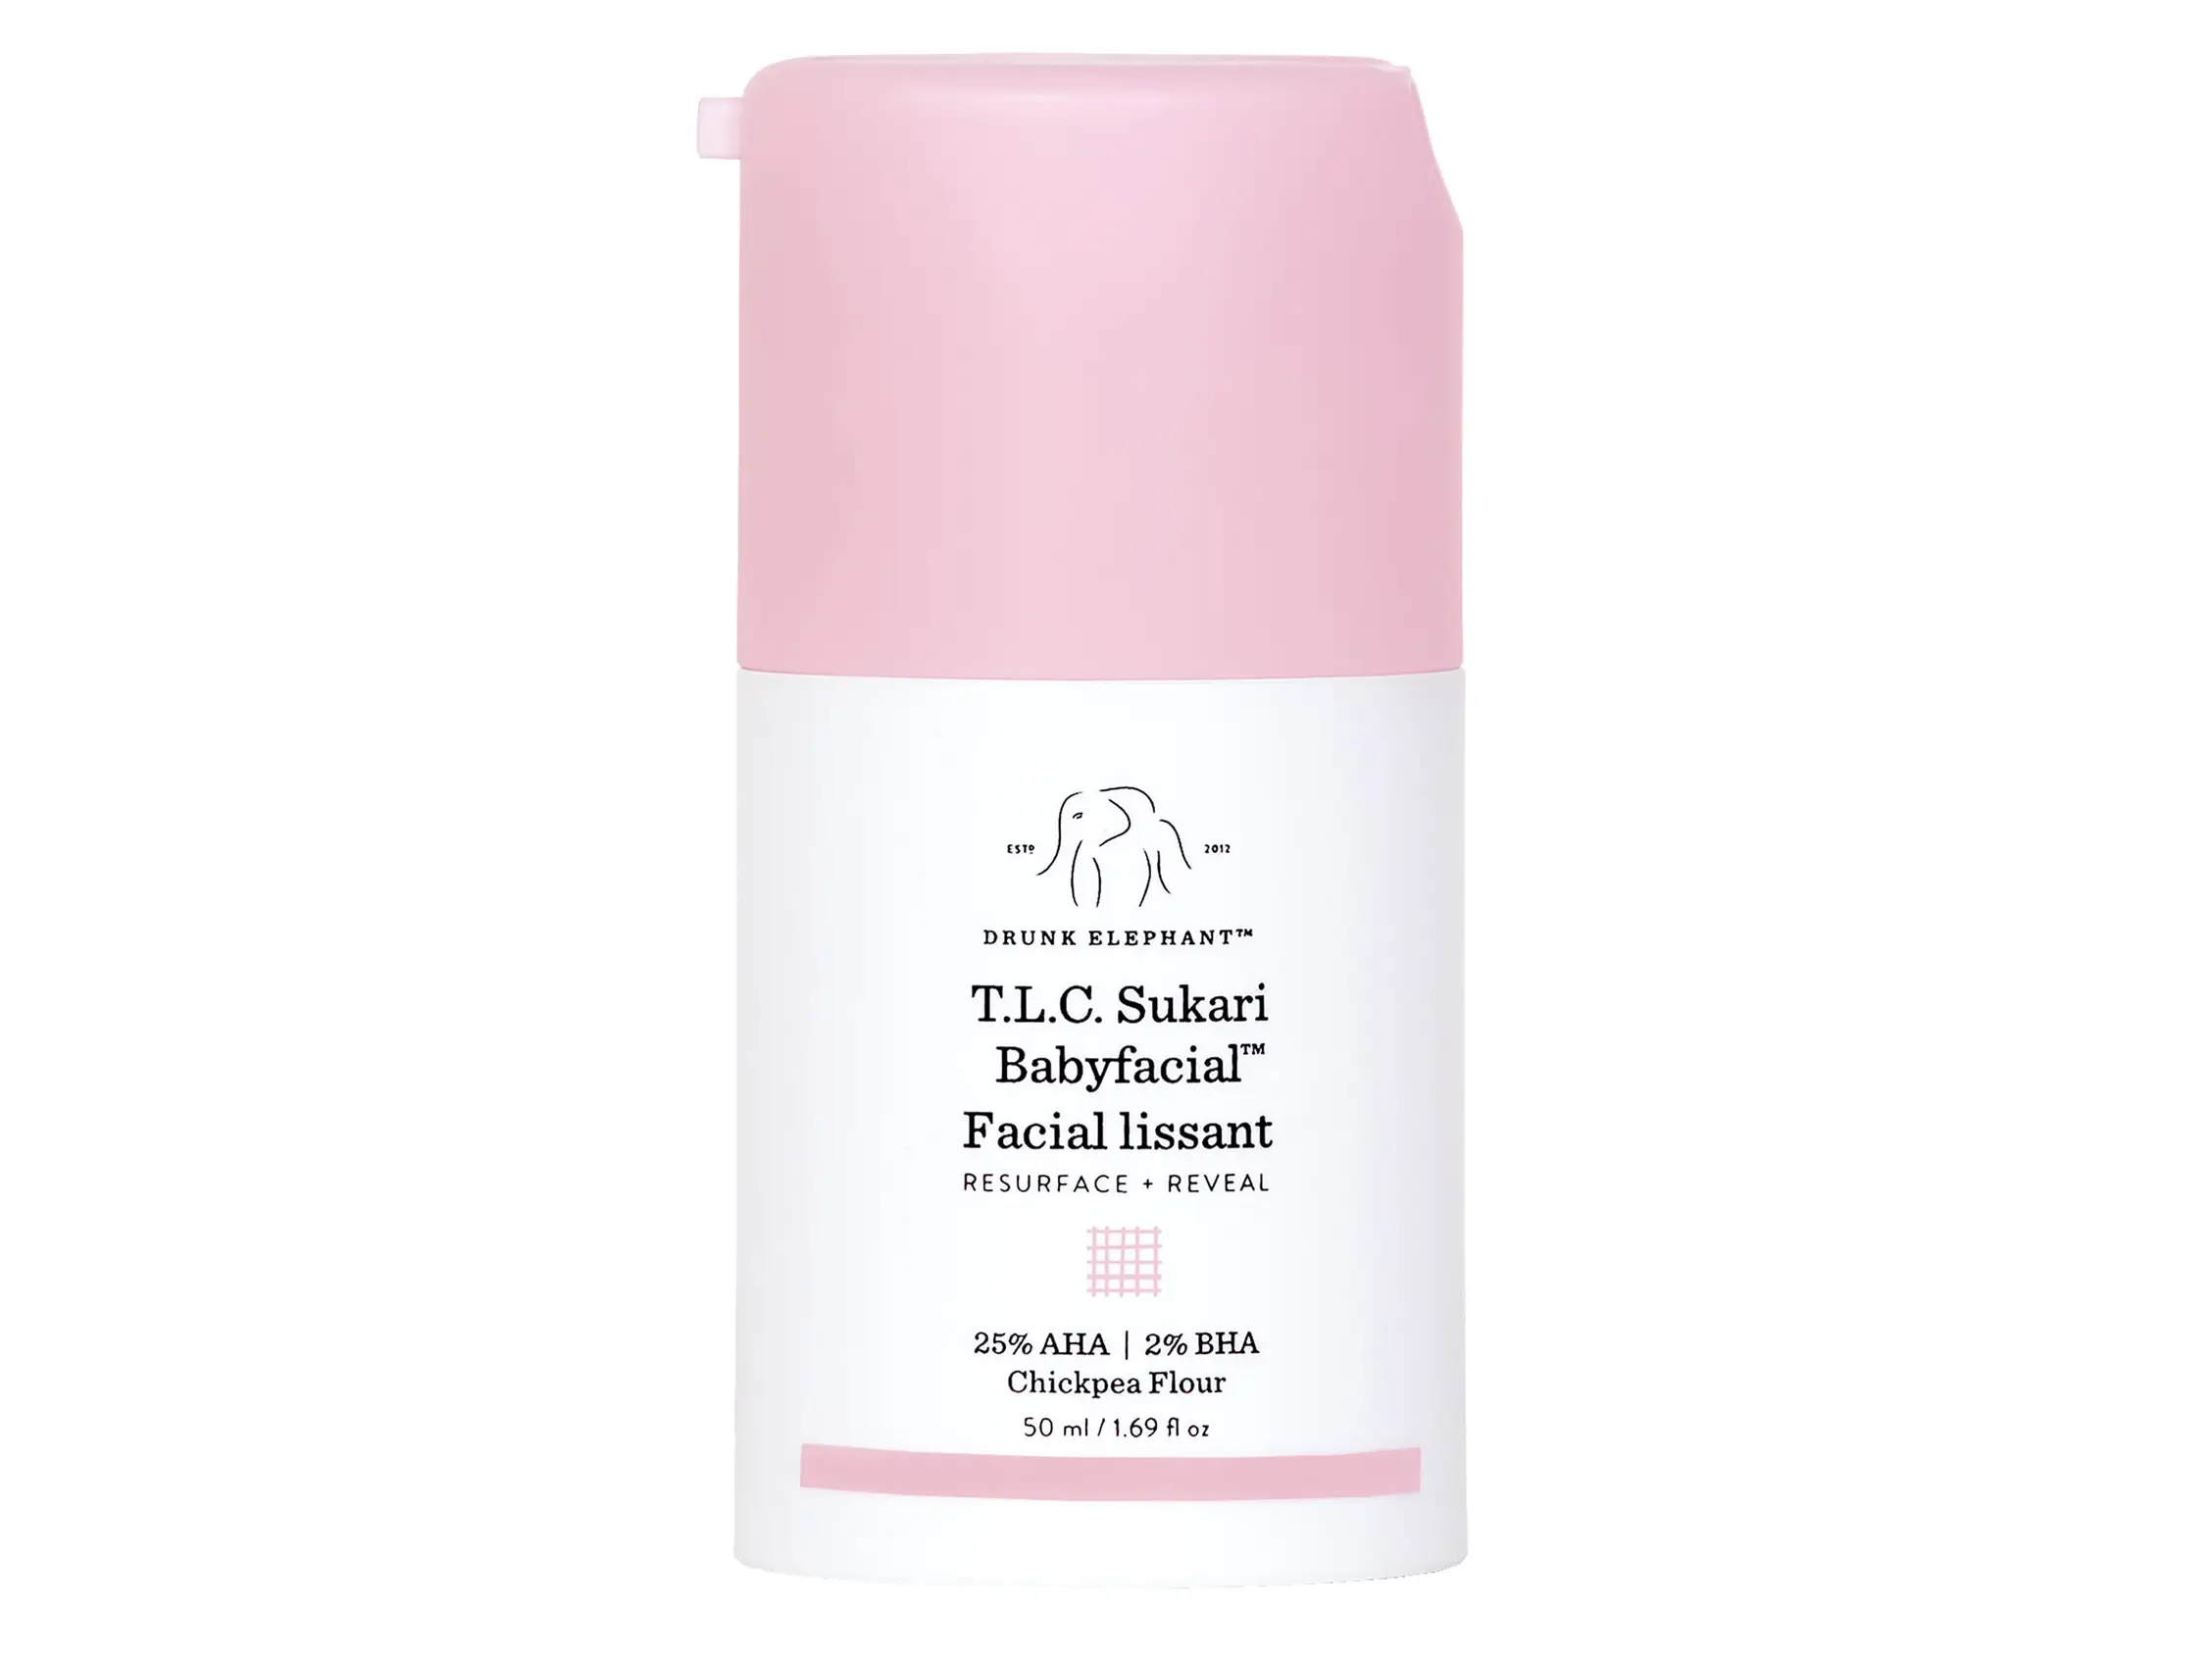 ESTD 2012
DRUNK ELEPHANT™
T.L.C. Sukari
Babyfacial™
Facial lissant
RESURFACE + REVEAL
25% AHA | 2% BHA
Chickpea Flour
50 ml / 1.69 fl oz